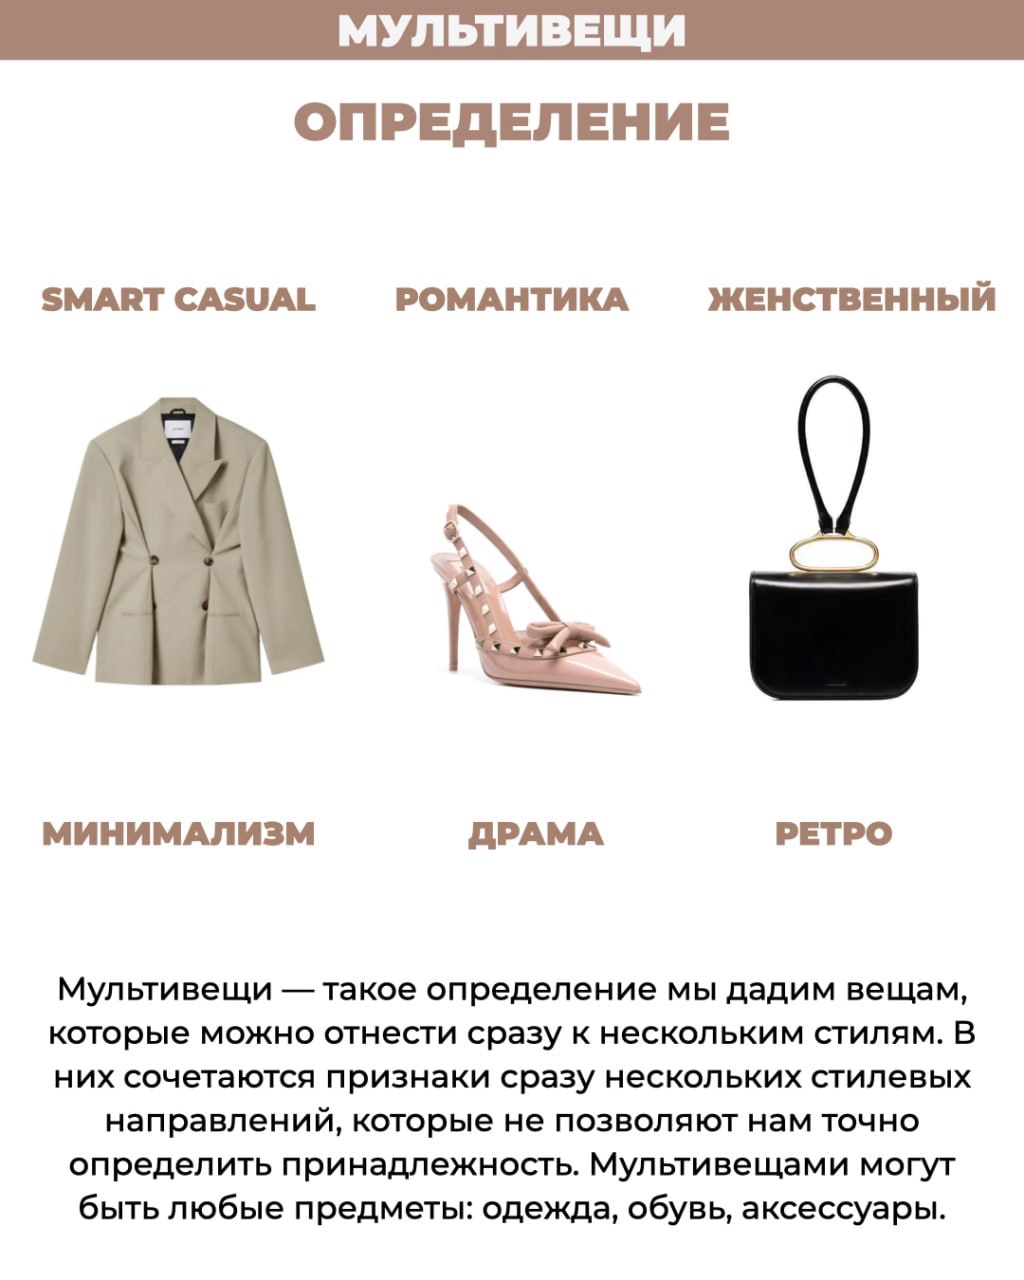 МУЛЬТИВЕЩИ
ОПРЕДЕЛЕНИЕ
SMART CASUAL
РОМАНТИКА
ЖЕНСТВЕННЫЙ
МИНИМАЛИЗМ
ДРАМА
РЕТРО
Мультивещи — такое определение мы дадим вещам,
которые можно отнести сразу к нескольким стилям. В
них сочетаются признаки сразу нескольких стилевых
направлений, которые не позволяют нам точно
определить принадлежность. Мультивещами могут
быть любые предметы: одежда, обувь, аксессуары.